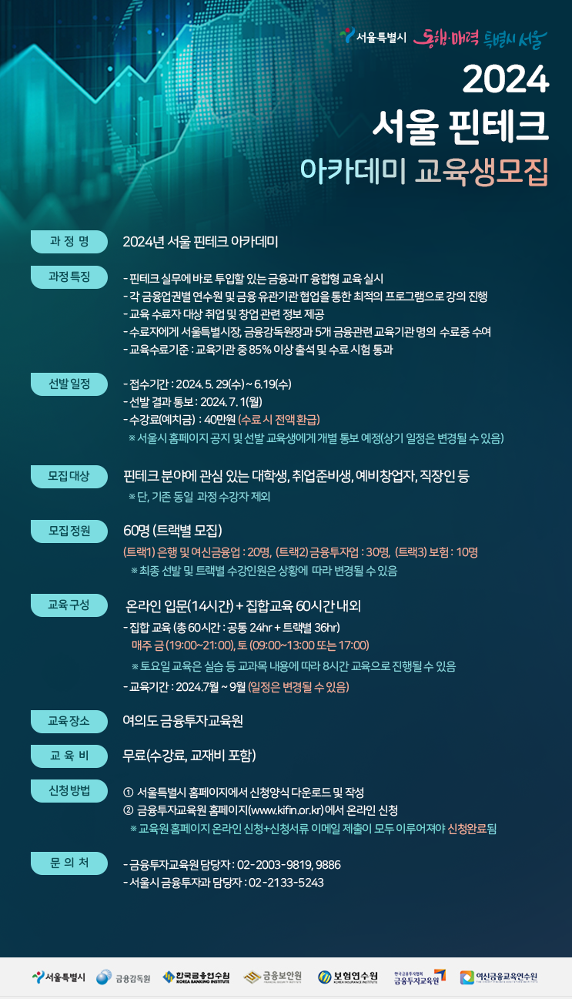 서울특별시 동행·매력 특별시 서울
2024
서울 핀테크
아카데미 교육생모집
과 정 명 2024년 서울 핀테크 아카데미
과정특징
- 핀테크 실무에 바로 투입할 있는 금융과 IT 융합형 교육 실시
- 각 금융업권별 연수원 및 금융 유관기관 협업을 통한 최적의 프로그램으로 강의 진행
- 교육 수료자 대상 취업 및 창업 관련 정보 제공
- 수료자에게 서울특별시장, 금융감독원장과 5개 금융관련 교육기관 명의 수료증 수여
- 교육수료기준 : 교육기관 중 85% 이상 출석 및 수료 시험 통과
선발일정
- 접수기간 : 2024. 5. 29(수) ~ 6.19(수)
- 선발 결과 통보 : 2024. 7. 1(월)
- 수강료(예치금) : 40만원 (수료 시 전액 환급)
※ 서울시 홈페이지 공지 및 선발 교육생에게 개별 통보 예정(상기 일정은 변경될 수 있음)
모집대상 핀테크 분야에 관심 있는 대학생, 취업준비생, 예비창업자, 직장인 등
※ 단, 기존 동일 과정 수강자 제외
모집정원 60명 (트랙별 모집)
(트랙1) 은행 및 여신금융업 : 20명, (트랙2) 금융투자업 : 30명, (트랙3) 보험 : 10명
※ 최종 선발 및 트랙별 수강인원은 상황에 따라 변경될 수 있음
교육구성 온라인 입문(14시간) + 집합교육 60시간 내외
- 집합 교육 (총 60시간 : 공통 24hr + 트랙별 36hr)
매주 금 (19:00~21:00), 토 (09:00~13:00 또는 17:00)
※ 토요일 교육은 실습 등 교과목 내용에 따라 8시간 교육으로 진행될 수 있음
- 교육기간 : 2024.7월 ~ 9월 (일정은 변경될 수 있음)
교육장소 여의도 금융투자교육원
교 육 비 무료(수강료, 교재비 포함)
신청방법
① 서울특별시 홈페이지에서 신청양식 다운로드 및 작성
② 금융투자교육원 홈페이지(www.kifin.or.kr)에서 온라인 신청
※ 교육원 홈페이지 온라인 신청+신청서류 이메일 제출이 모두 이루어져야 신청완료됨
문 의 처
- 금융투자교육원 담당자 : 02-2003-9819, 9886
- 서울시 금융투자과 담당자 : 02-2133-5243
서울특별시 금융감독원 한국금융연수원 KOREA BANKING INSTITUTE 금융보안원 FINANCIAL SECURITY INSTITUTE 보험연수원 KOREA INSURANCE INSTITUTE 한국금융투자협회 금융투자교육원 여신금융교육연수원